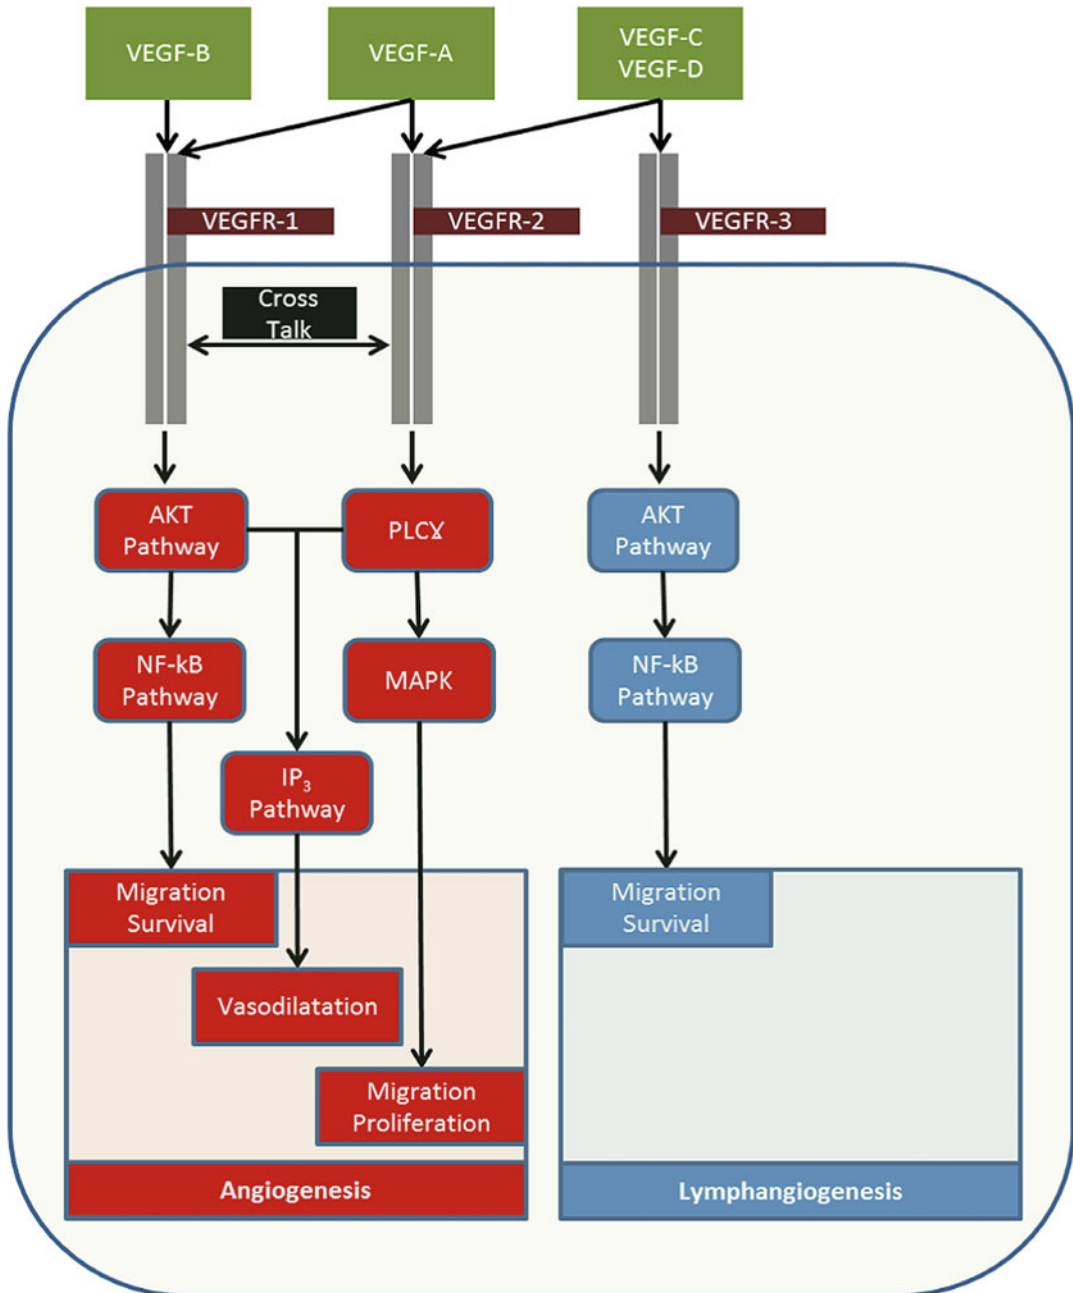 VEGF-B
VEGF-A
VEGF-C
VEGF-D
VEGFR-1
VEGFR-2
VEGFR-3
Cross
Talk
AKT
Pathway
PLCɣ
AKT
Pathway
NF-kB
Pathway
MAPK
NF-kB
Pathway
IP₃
Pathway
Migration
Survival
Migration
Survival
Vasodilatation
Migration
Proliferation
Angiogenesis
Lymphangiogenesis